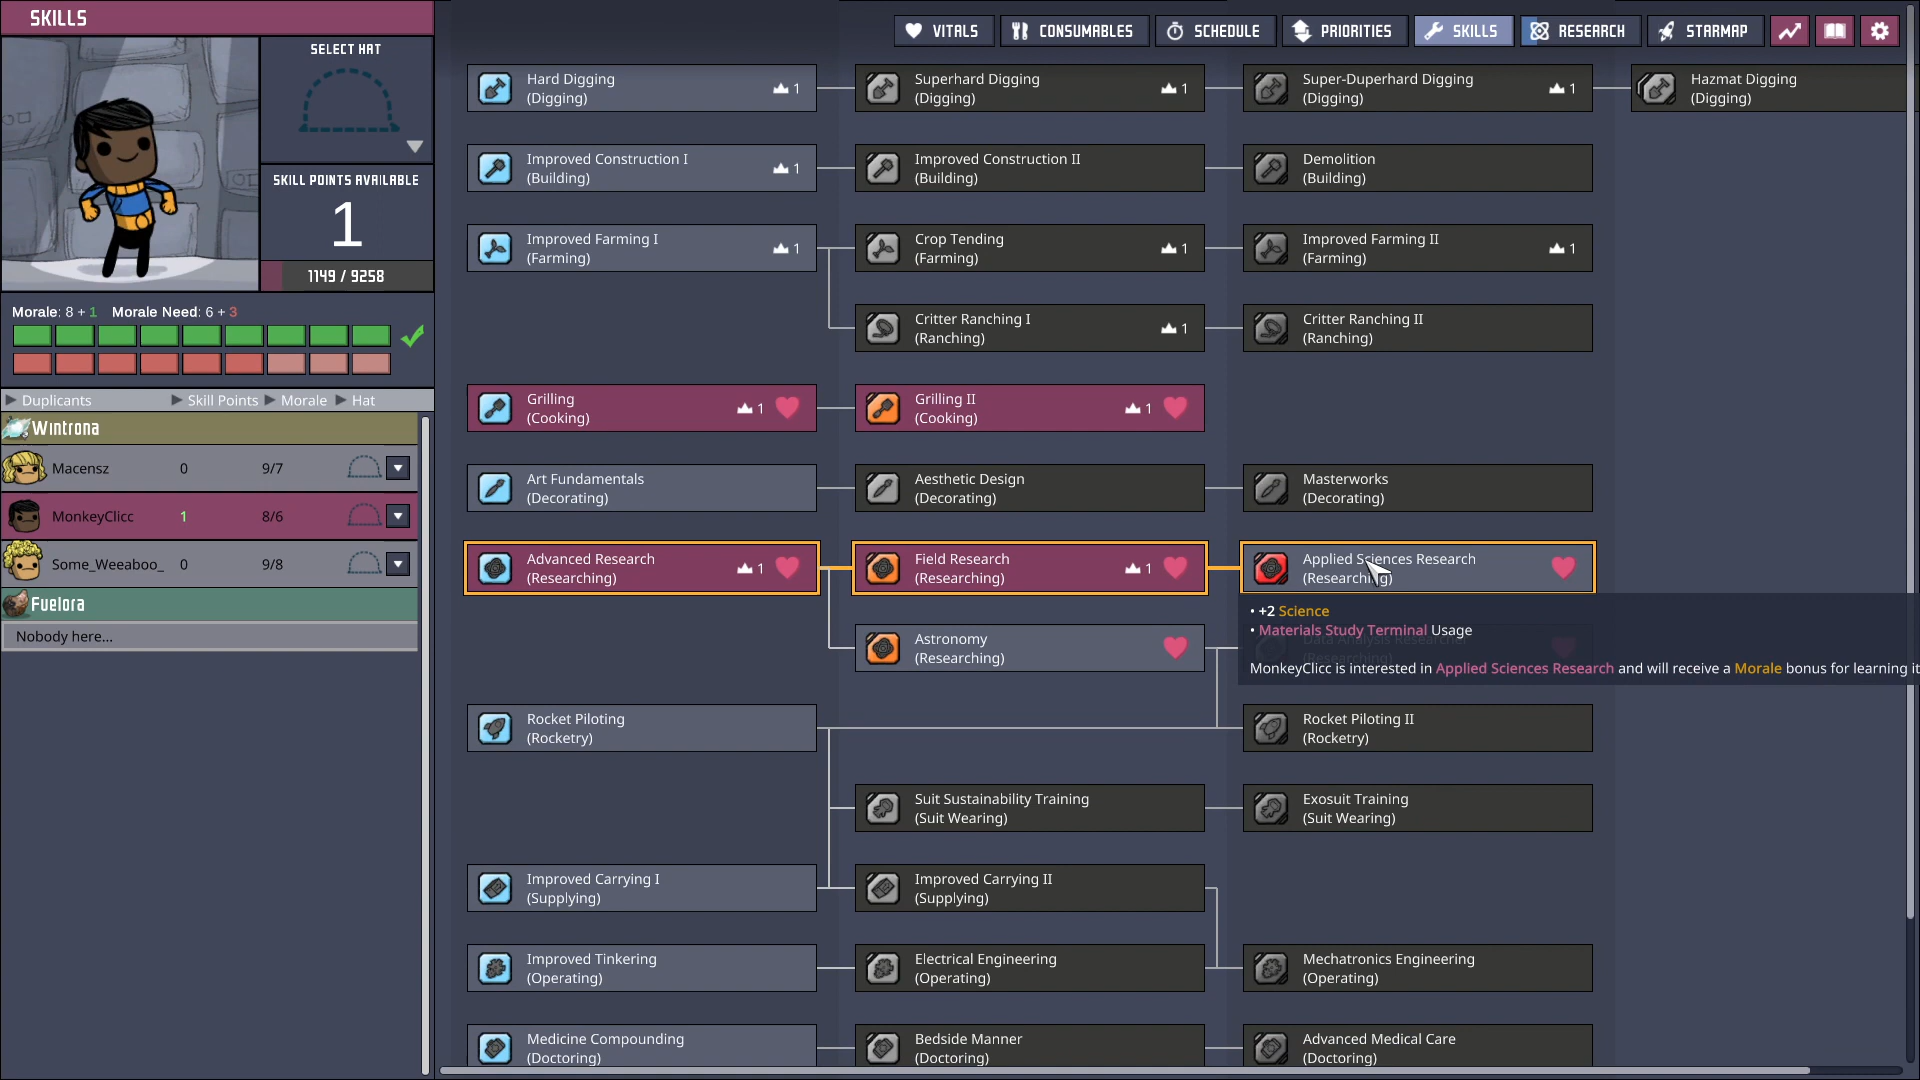 SKILLS
VITALS
CONSUMABLES
SCHEDULE
PRIORITIES
SKILLS
RESEARCH
STARMAP
SELECT HAT
SKILL POINTS AVAILABLE
1
1149 / 9258
Morale: 8 + 1 Morale Need: 6 + 3
Duplicants Skill Points Morale Hat
Wintrona
Macensz 0 9/7
MonkeyClicc 1 8/6
Some_Weeaboo_ 0 9/8
Fuelora
Nobody here...
Hard Digging
(Digging)
1
Superhard Digging
(Digging)
1
Super-Duperhard Digging
(Digging)
1
Hazmat Digging
(Digging)
Improved Construction I
(Building)
1
Improved Construction II
(Building)
Demolition
(Building)
Improved Farming I
(Farming)
1
Crop Tending
(Farming)
1
Improved Farming II
(Farming)
1
Critter Ranching I
(Ranching)
1
Critter Ranching II
(Ranching)
Grilling
(Cooking)
1
Grilling II
(Cooking)
1
Art Fundamentals
(Decorating)
Aesthetic Design
(Decorating)
Masterworks
(Decorating)
Advanced Research
(Researching)
1
Field Research
(Researching)
1
Applied Sciences Research
(Researching)
• +2 Science
• Materials Study Terminal Usage
MonkeyClicc is interested in Applied Sciences Research and will receive a Morale bonus for learning it
Astronomy
(Researching)
Data Analysis Researcher
(Researching)
Rocket Piloting
(Rocketry)
Rocket Piloting II
(Rocketry)
Suit Sustainability Training
(Suit Wearing)
Exosuit Training
(Suit Wearing)
Improved Carrying I
(Supplying)
Improved Carrying II
(Supplying)
Improved Tinkering
(Operating)
Electrical Engineering
(Operating)
Mechatronics Engineering
(Operating)
Medicine Compounding
(Doctoring)
Bedside Manner
(Doctoring)
Advanced Medical Care
(Doctoring)